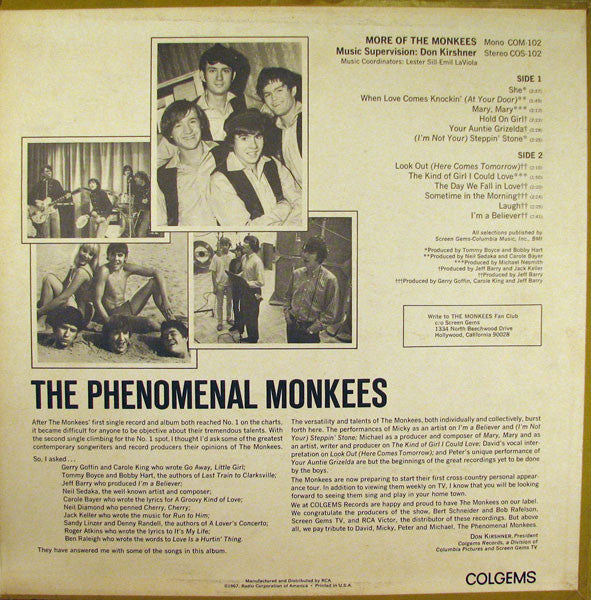 MORE OF THE MONKEES Mono COM-102
Music Supervision: Don Kirshner Stereo COS-102
Music Coordinators: Lester Sill-Emil LaViola
SIDE 1
She* (2:27)
When Love Comes Knockin' (At Your Door)** (1:45)
Mary, Mary*** (2:12)
Hold On Girl† (2:23)
Your Auntie Grizelda† (2:28)
(I'm Not Your) Steppin' Stone* (2:25)
SIDE 2
Look Out (Here Comes Tomorrow)†† (2:10)
The Kind of Girl I Could Love*** (1:50)
The Day We Fall in Love†† (2:20)
Sometime in the Morning††† (2:24)
Laugh†† (2:25)
I'm a Believer†† (2:41)
All selections published by
Screen Gems-Columbia Music, Inc., BMI
*Produced by Tommy Boyce and Bobby Hart
**Produced by Neil Sedaka and Carole Bayer
***Produced by Michael Nesmith
†Produced by Jeff Barry and Jack Keller
††Produced by Jeff Barry
†††Produced by Gerry Goffin, Carole King and Jeff Barry
Write to THE MONKEES Fan Club
c/o Screen Gems
1334 North Beechwood Drive
Hollywood, California 90028
THE PHENOMENAL MONKEES
After The Monkees' first single record and album both reached No. 1 on the charts,
it became difficult for anyone to be objective about their tremendous talents. With
the second single climbing for the No. 1 spot, I thought I'd ask some of the greatest
contemporary songwriters and record producers their opinions of The Monkees.
So, I asked...
Gerry Goffin and Carole King who wrote Go Away, Little Girl;
Tommy Boyce and Bobby Hart, the authors of Last Train to Clarksville;
Jeff Barry who produced I'm a Believer;
Neil Sedaka, the well-known artist and composer;
Carole Bayer who wrote the lyrics for A Groovy Kind of Love;
Neil Diamond who penned Cherry, Cherry;
Jack Keller who wrote the music for Run to Him;
Sandy Linzer and Denny Randell, the authors of A Lover's Concerto;
Roger Atkins who wrote the lyrics to It's My Life;
Ben Raleigh who wrote the words to Love Is a Hurtin' Thing.
They have answered me with some of the songs in this album.
The versatility and talents of The Monkees, both individually and collectively, burst
forth here. The performances of Micky as an artist on I'm a Believer and (I'm Not
Your) Steppin' Stone; Michael as a producer and composer of Mary, Mary and as
an artist, writer and producer on The Kind of Girl I Could Love; David's vocal inter-
pretation on Look Out (Here Comes Tomorrow); and Peter's unique performance of
Your Auntie Grizelda are but the beginnings of the great recordings yet to be done
by the boys.
The Monkees are now preparing to start their first cross-country personal appear-
ance tour. In addition to viewing them weekly on TV, I know that you will be looking
forward to seeing them sing and play in your home town.
We at COLGEMS Records are happy and proud to have The Monkees on our label.
We congratulate the producers of the show, Bert Schneider and Bob Rafelson,
Screen Gems TV, and RCA Victor, the distributor of these recordings. But above
all, we pay tribute to David, Micky, Peter and Michael, The Phenomenal Monkees.
DON KIRSHNER, President
Colgems Records, a Division of
Columbia Pictures and Screen Gems TV
Manufactured and Distributed by RCA
©1967, Radio Corporation of America • Printed in U.S.A.
COLGEMS